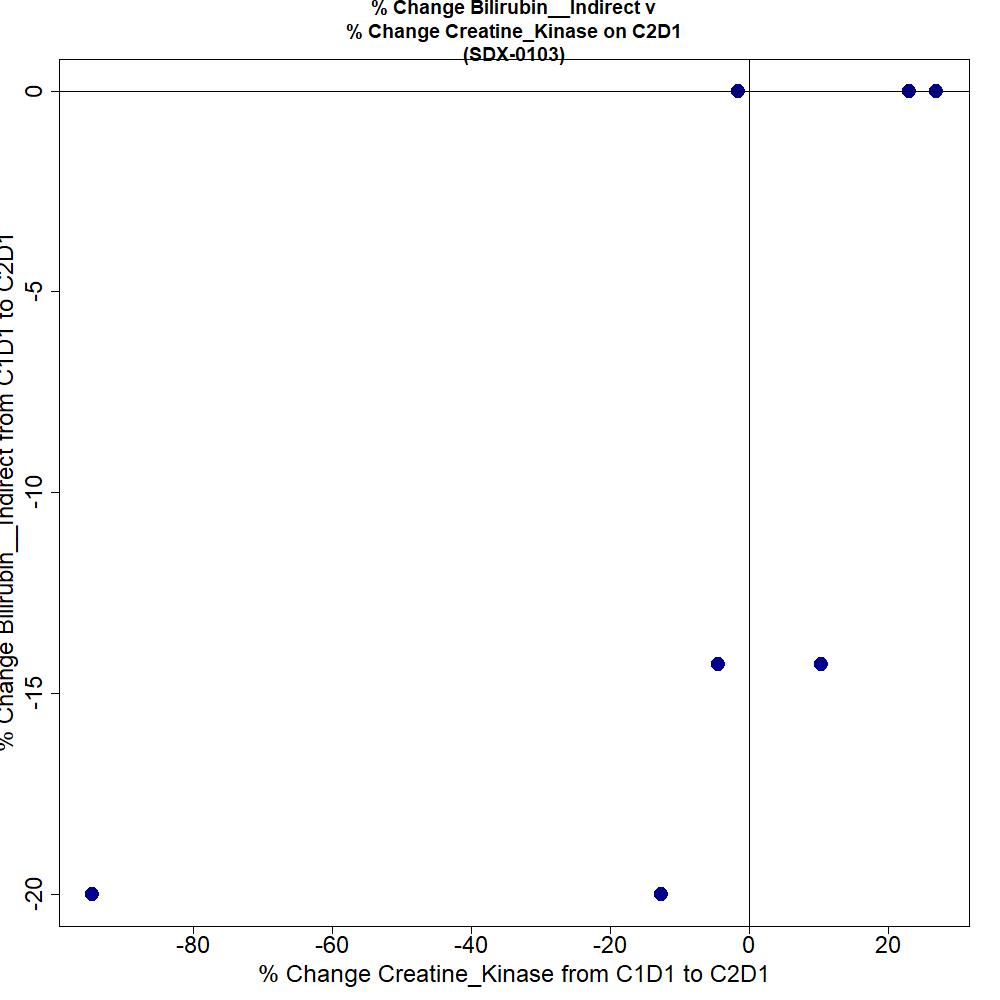 % Change Bilirubin__Indirect v
% Change Creatine_Kinase on C2D1
(SDX-0103)
% Change Bilirubin__Indirect from C1D1 to C2D1
0
-5
-10
-15
-20
-80
-60
-40
-20
0
20
% Change Creatine_Kinase from C1D1 to C2D1